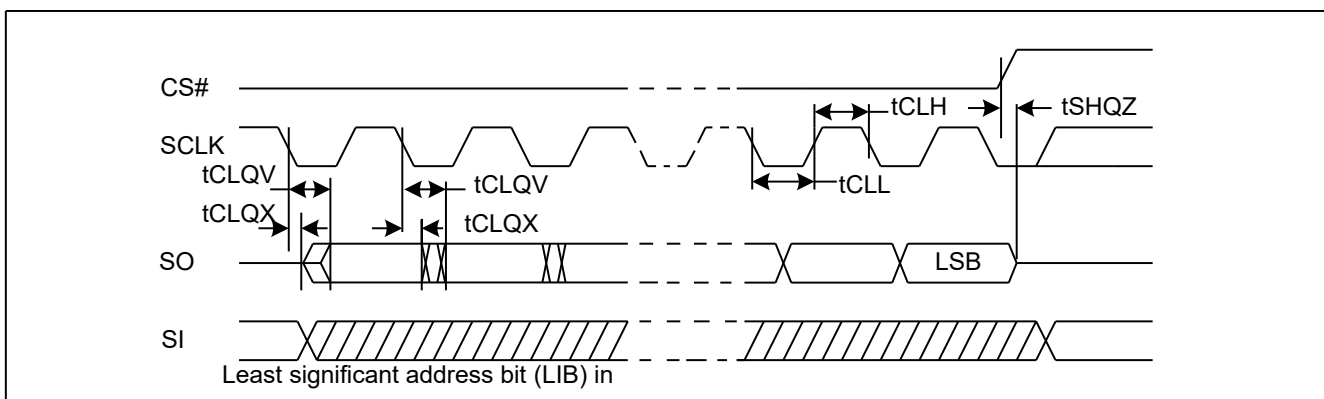 CS#
tCLH
tSHQZ
SCLK
tCLQV
tCLQV
tCLL
tCLQX
tCLQX
SO
LSB
SI
Least significant address bit (LIB) in